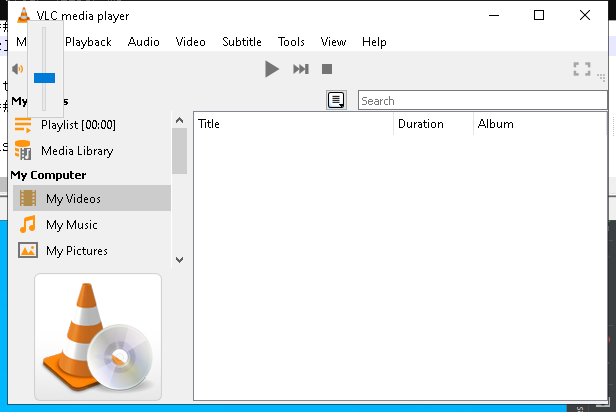 VLC media player
Playback Audio Video Subtitle Tools View Help
Search
Playlist [00:00]
Title Duration Album
Media Library
My Computer
My Videos
My Music
My Pictures